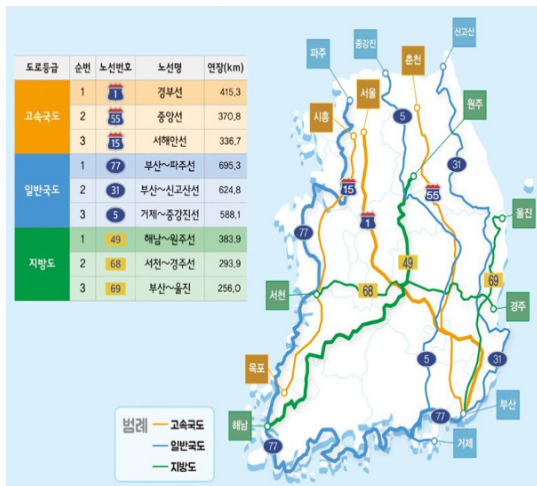 도로등급 순번 노선번호 노선명 연장(km)
고속국도
1 1 경부선 415.3
2 55 중앙선 370.8
3 15 서해안선 336.7
일반국도
1 77 부산~파주선 695.3
2 31 부산~신고산선 624.8
3 5 거제~중강진선 588.1
지방도
1 49 해남~원주선 383.9
2 68 서천~경주선 293.9
3 69 부산~울진 256.0
파주
중강진
춘천
신고산
시흥
서울
원주
5
31
15
55
1
77
울진
49
69
68
서천
경주
목포
5
31
해남
부산
77
77
거제
범례
고속국도
일반국도
지방도